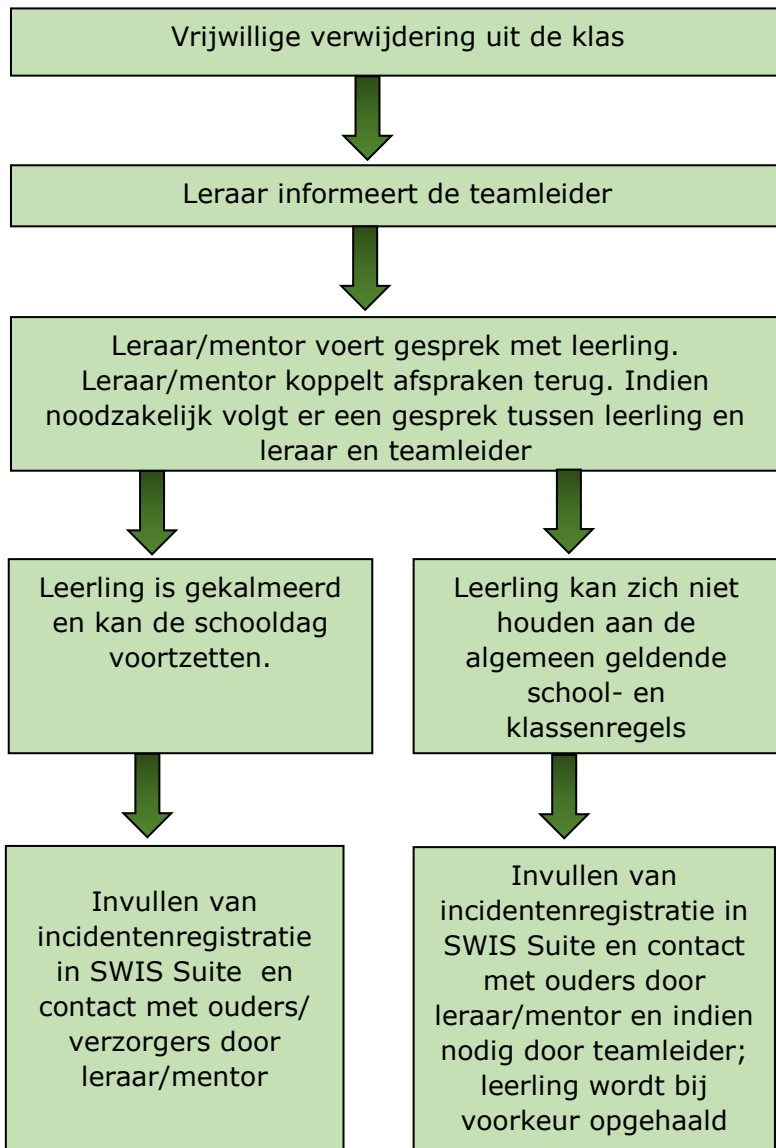 Vrijwillige verwijdering uit de klas
Leraar informeert de teamleider
Leraar/mentor voert gesprek met leerling.
Leraar/mentor koppelt afspraken terug. Indien
noodzakelijk volgt er een gesprek tussen leerling en
leraar en teamleider
Leerling is gekalmeerd
en kan de schooldag
voortzetten.
Leerling kan zich niet
houden aan de
algemeen geldende
school- en
klassenregels
Invullen van
incidentenregistratie
in SWIS Suite en
contact met ouders/
verzorgers door
leraar/mentor
Invullen van
incidentenregistratie in
SWIS Suite en contact
met ouders door
leraar/mentor en indien
nodig door teamleider;
leerling wordt bij
voorkeur opgehaald